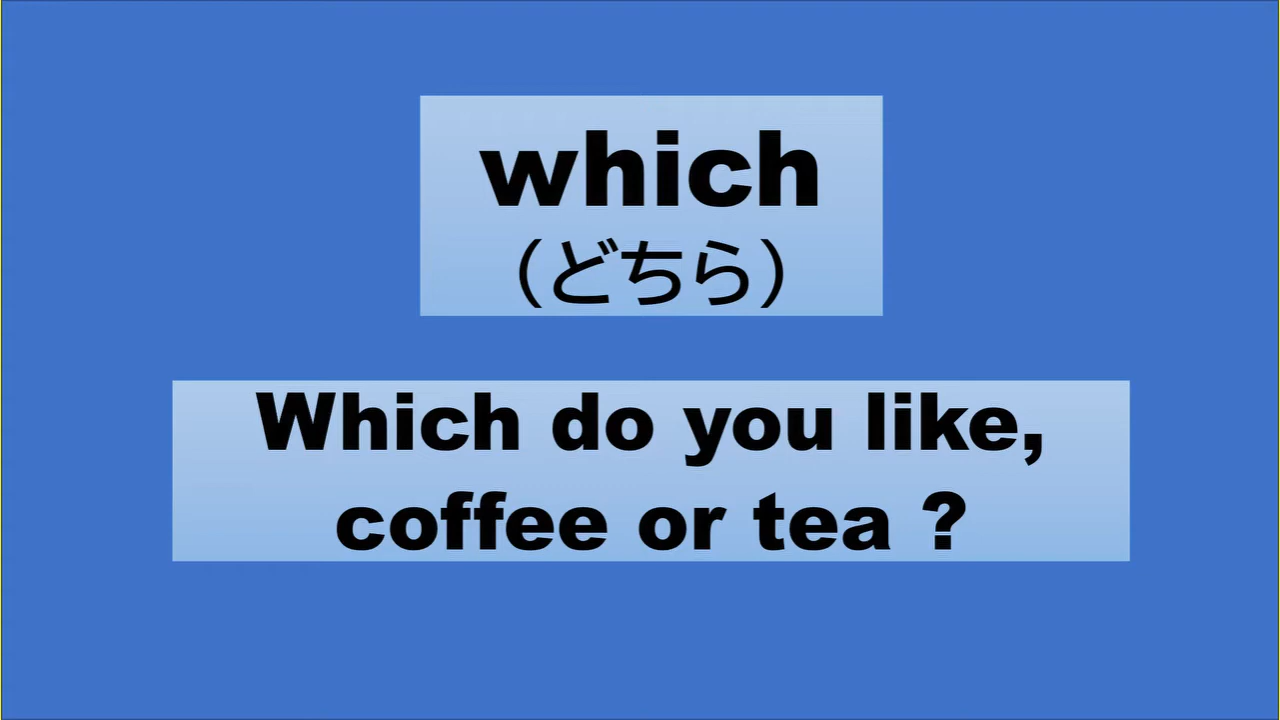 which
（どちら）
Which do you like,
coffee or tea ?